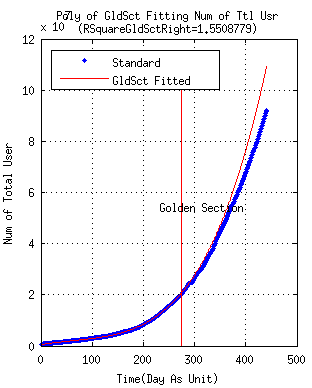 Poly of GldSct Fitting Num of Ttl Usr
x 10^7
(RSquareGldSctRight=1.5508779)
Standard
GldSct Fitted
Golden Section
Num of Total User
12
10
8
6
4
2
0
0 100 200 300 400 500
Time(Day As Unit)